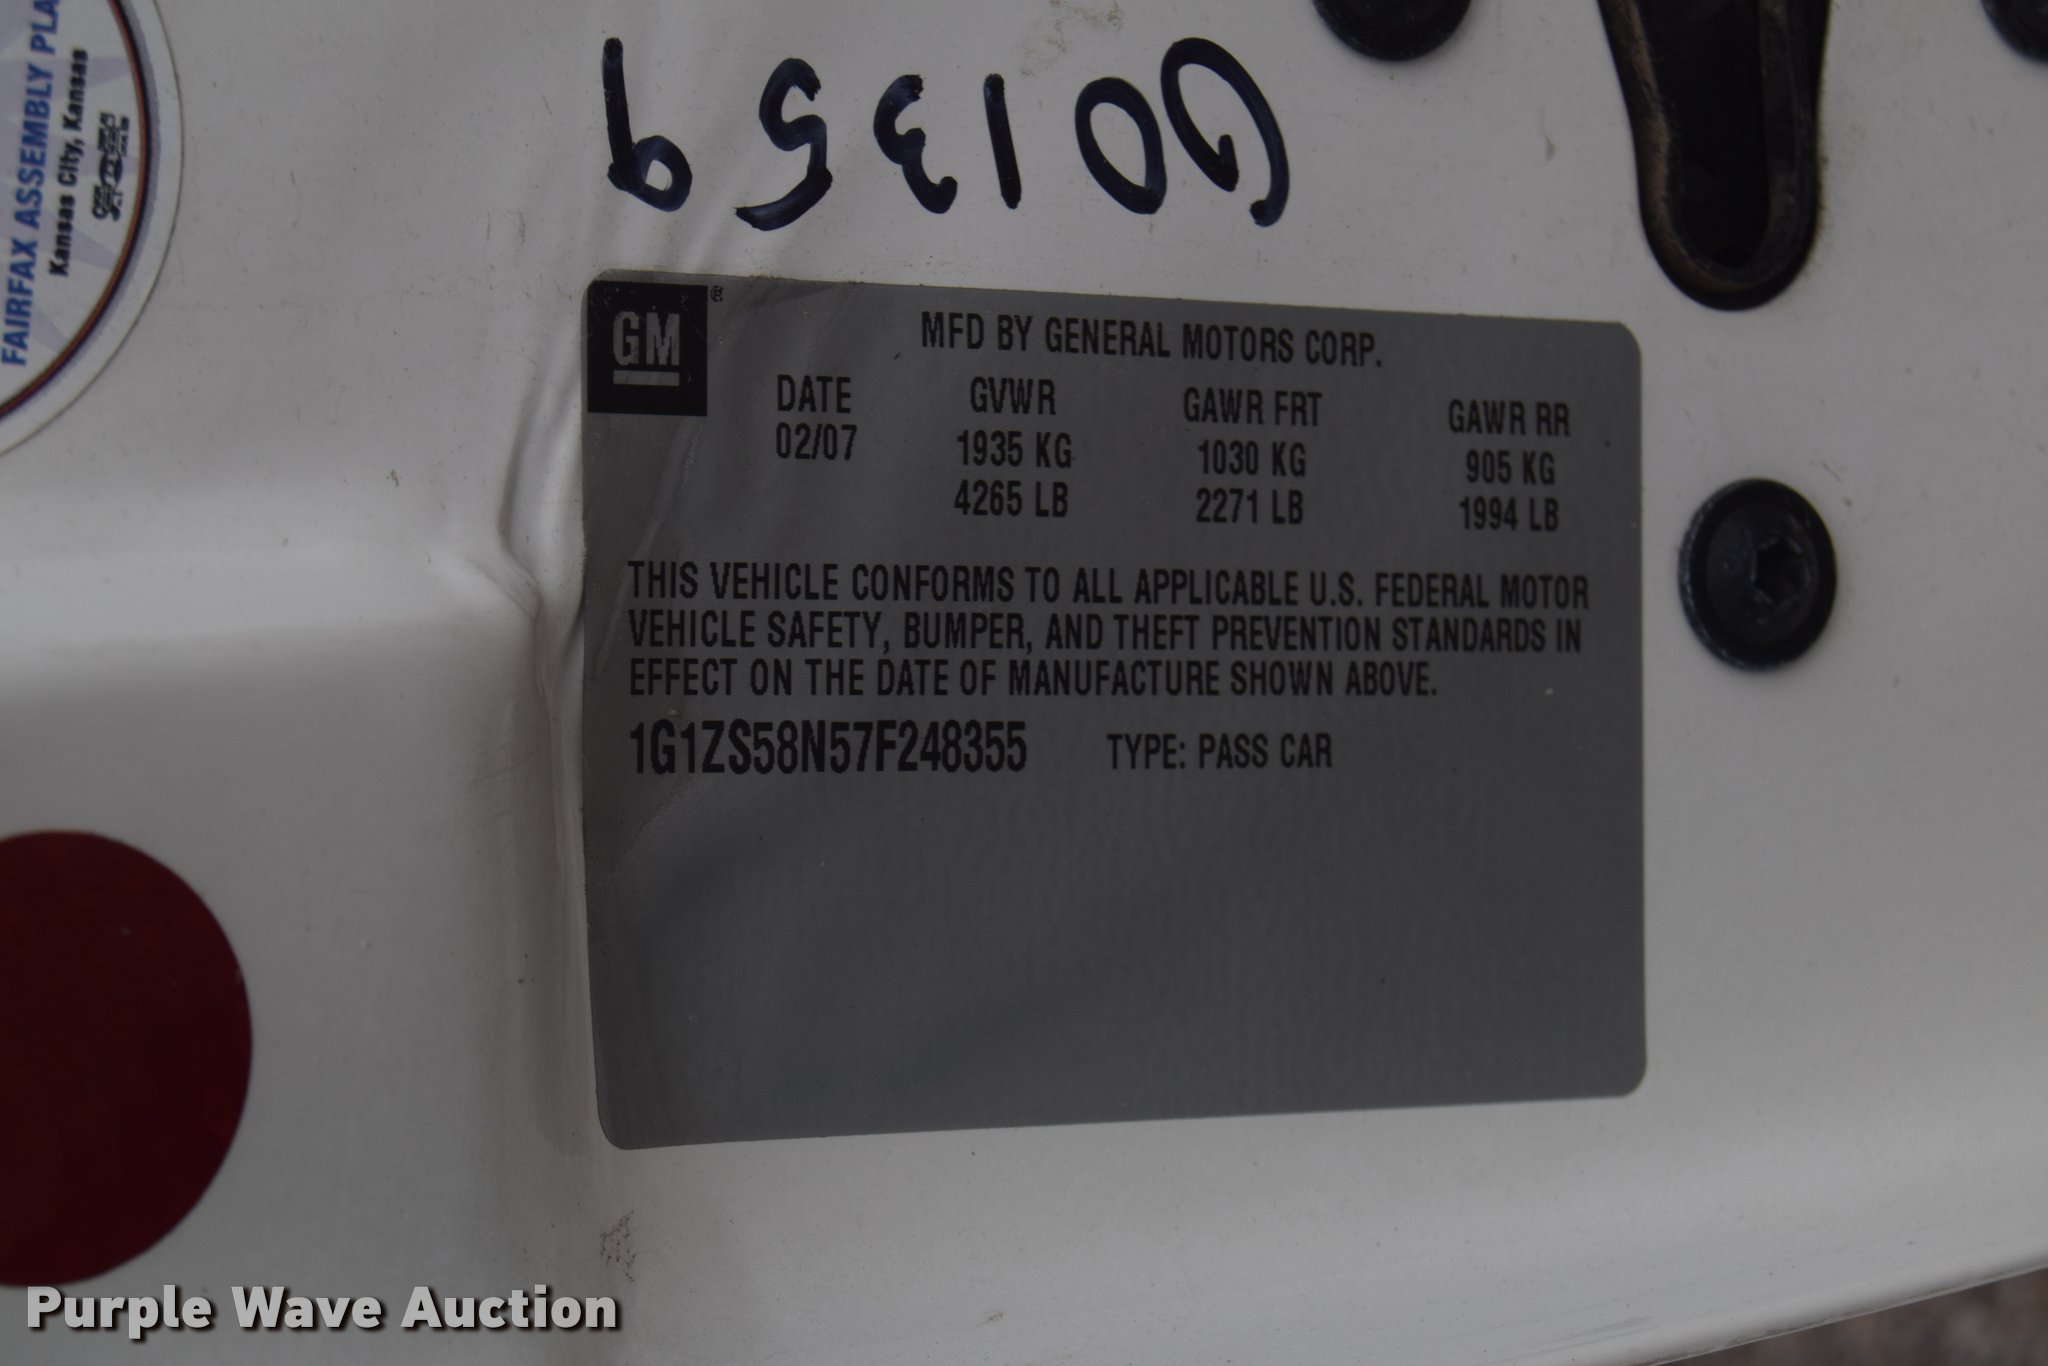 FAIRFAX ASSEMBLY PLA
Kansas City, Kansas
G01359
GM
MFD BY GENERAL MOTORS CORP.
DATE GVWR GAWR FRT GAWR RR
02/07 1935 KG 1030 KG 905 KG
4265 LB 2271 LB 1994 LB
THIS VEHICLE CONFORMS TO ALL APPLICABLE U.S. FEDERAL MOTOR
VEHICLE SAFETY, BUMPER, AND THEFT PREVENTION STANDARDS IN
EFFECT ON THE DATE OF MANUFACTURE SHOWN ABOVE.
1G1ZS58N57F248355 TYPE: PASS CAR
Purple Wave Auction